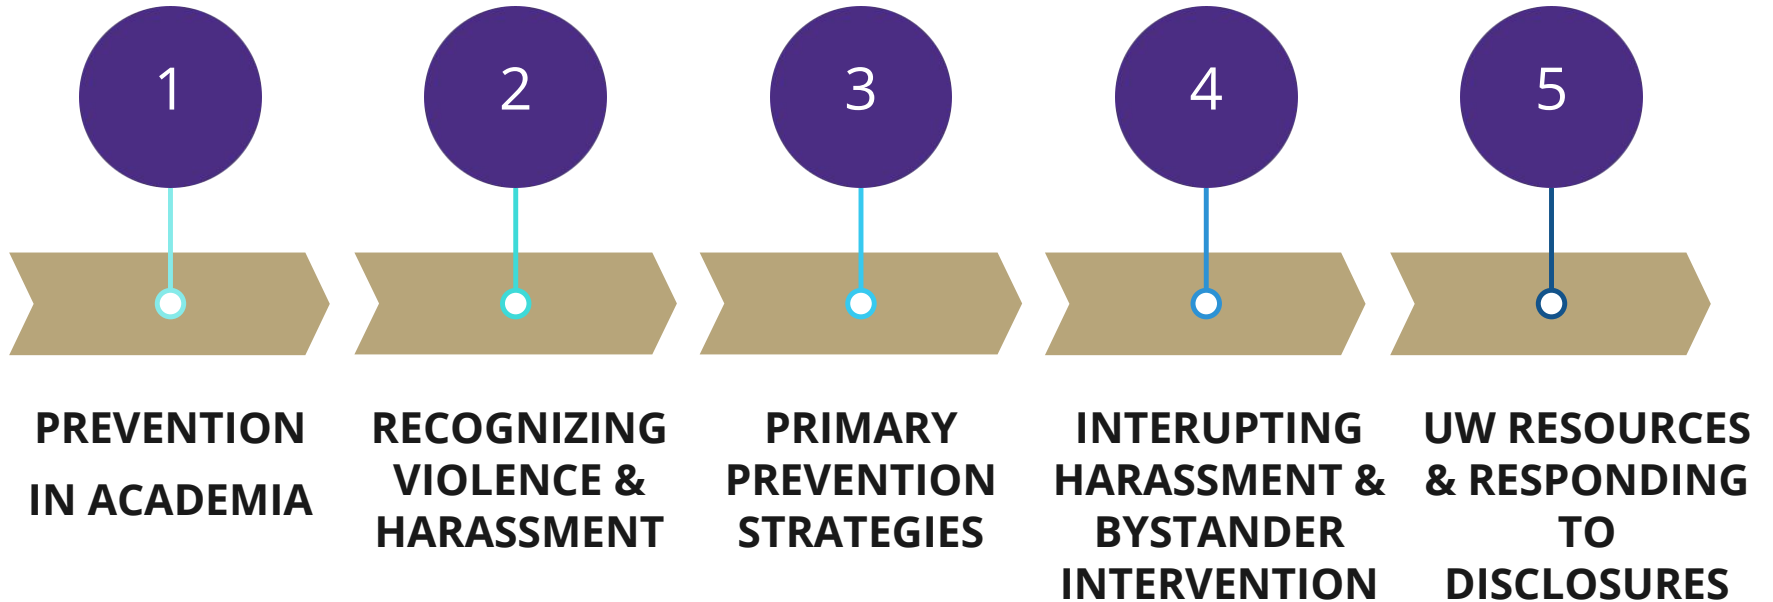 1
PREVENTION
IN ACADEMIA
2
RECOGNIZING
VIOLENCE &
HARASSMENT
3
PRIMARY
PREVENTION
STRATEGIES
4
INTERUPTING
HARASSMENT &
BYSTANDER
INTERVENTION
5
UW RESOURCES
& RESPONDING
TO
DISCLOSURES